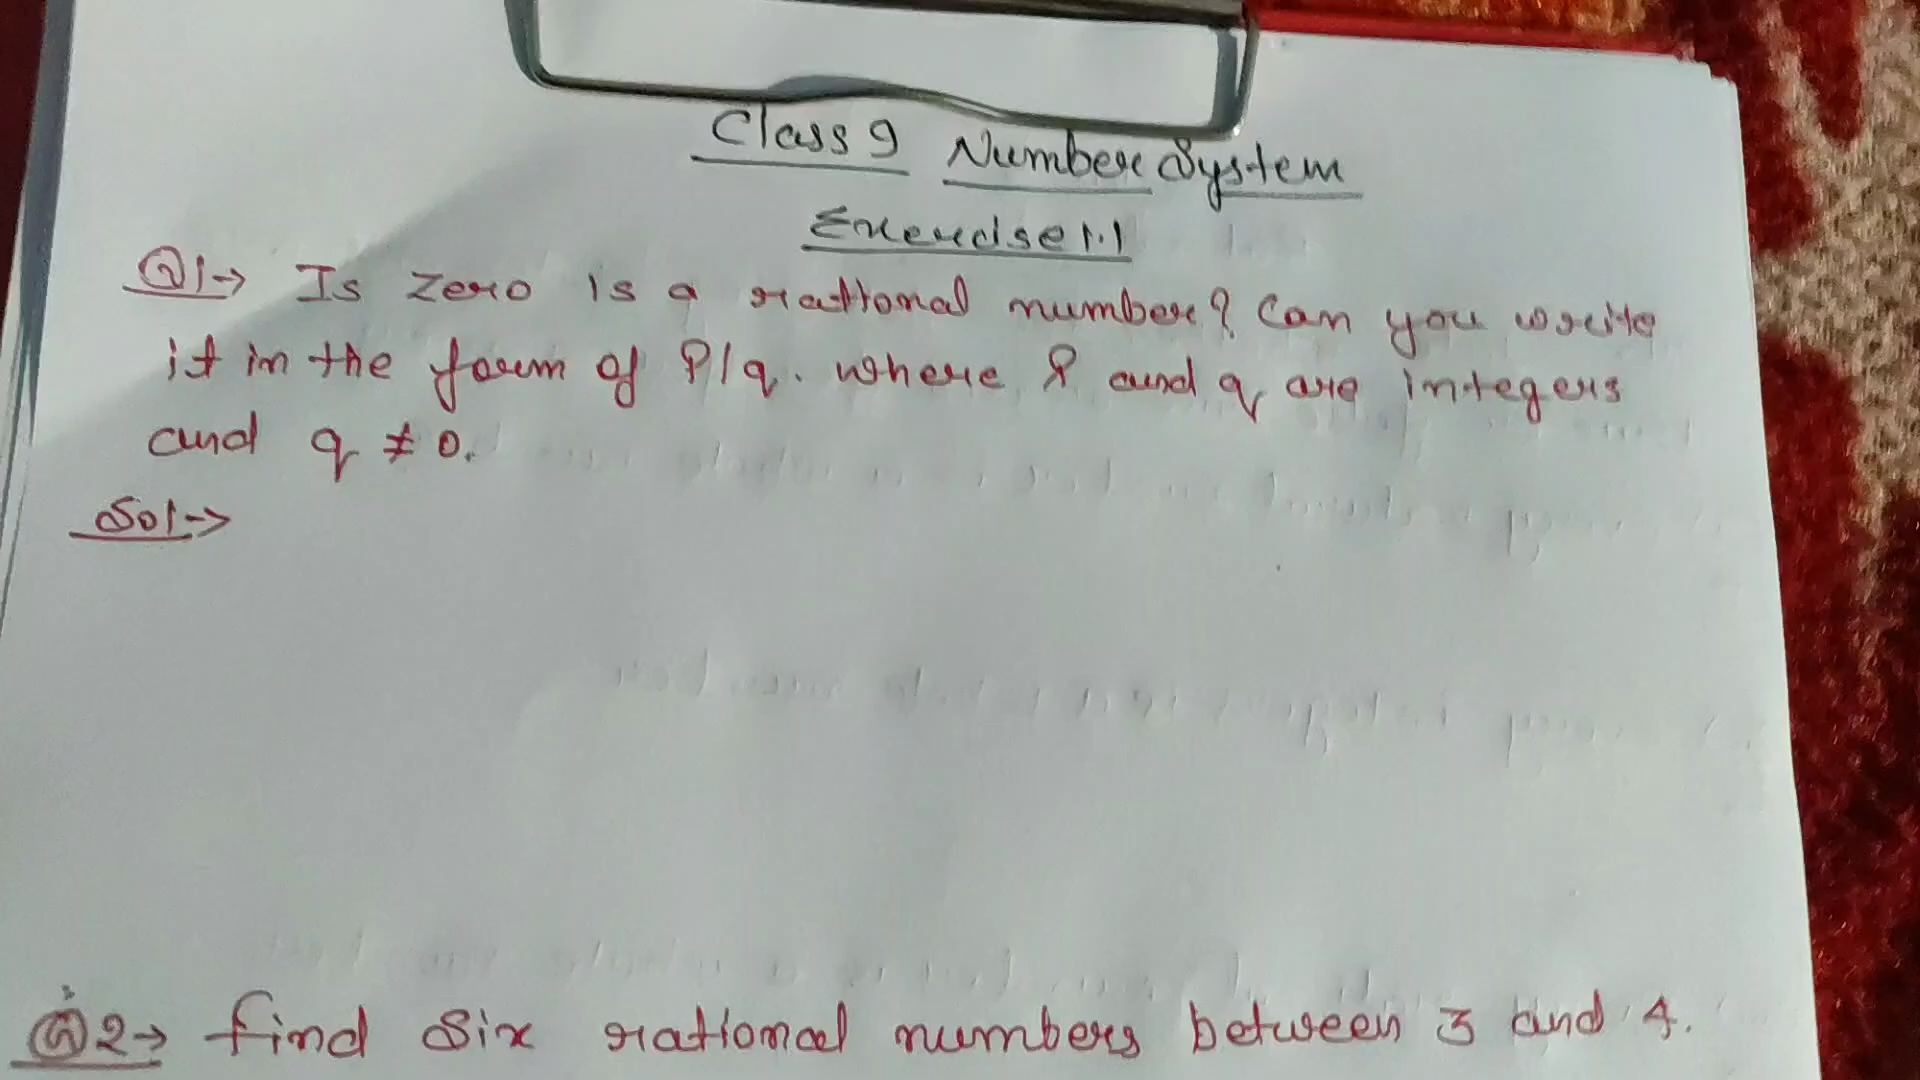 Class 9 Number System
Exercise 1.1
Q1→ Is zero is a rational number? Can you write
it in the form of P/q. where P and q are integers
and q ≠ 0.
Sol→
Q2→ find Six rational numbers between 3 and 4.